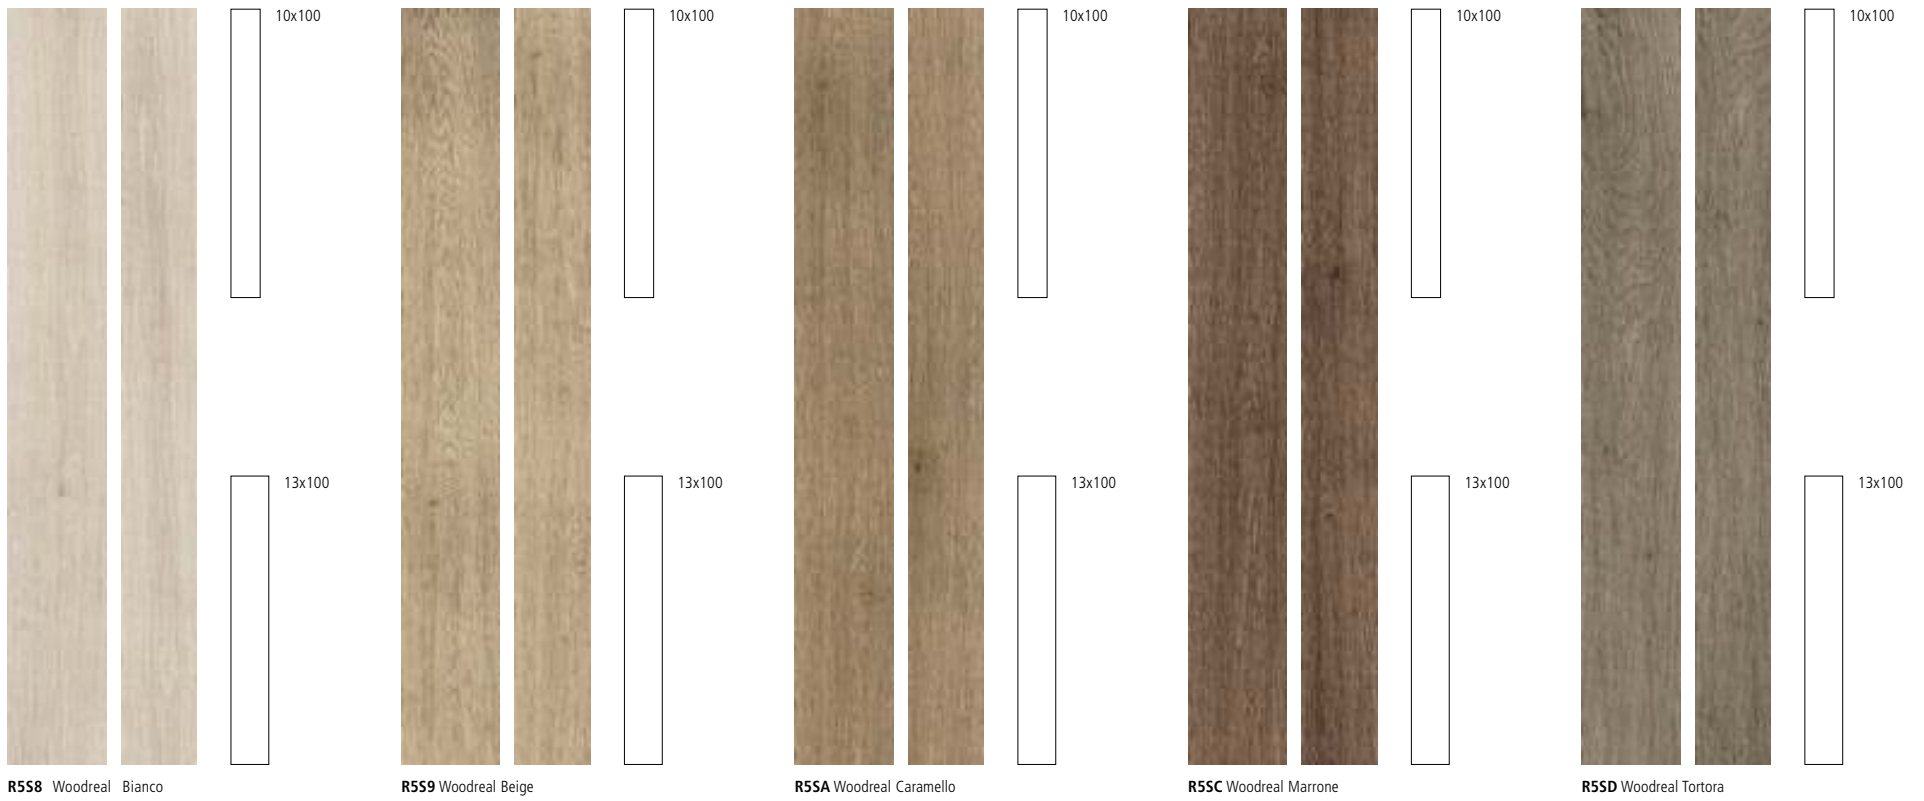 10x100
13x100
R5S8 Woodreal Bianco
10x100
13x100
R5S9 Woodreal Beige
10x100
13x100
R5SA Woodreal Caramello
10x100
13x100
R5SC Woodreal Marrone
10x100
13x100
R5SD Woodreal Tortora